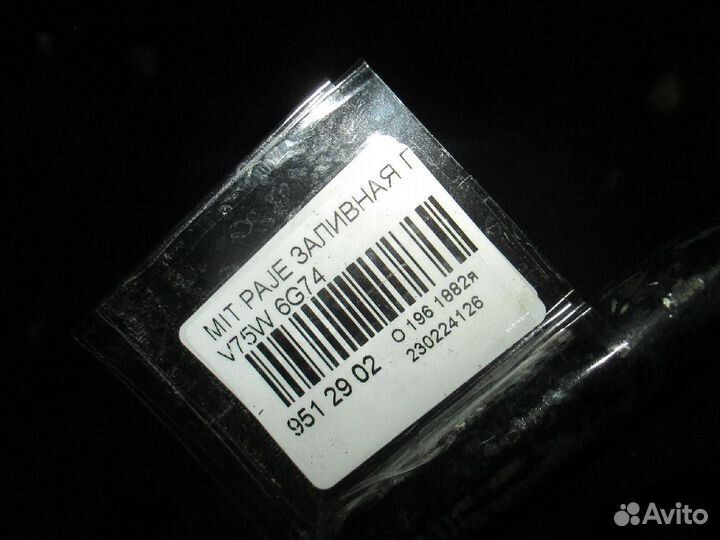 MIT PAJE ЗАЛИВНАЯ Г
V75W 6G74
951 29 02
О 196 1882я
230224126
Avito